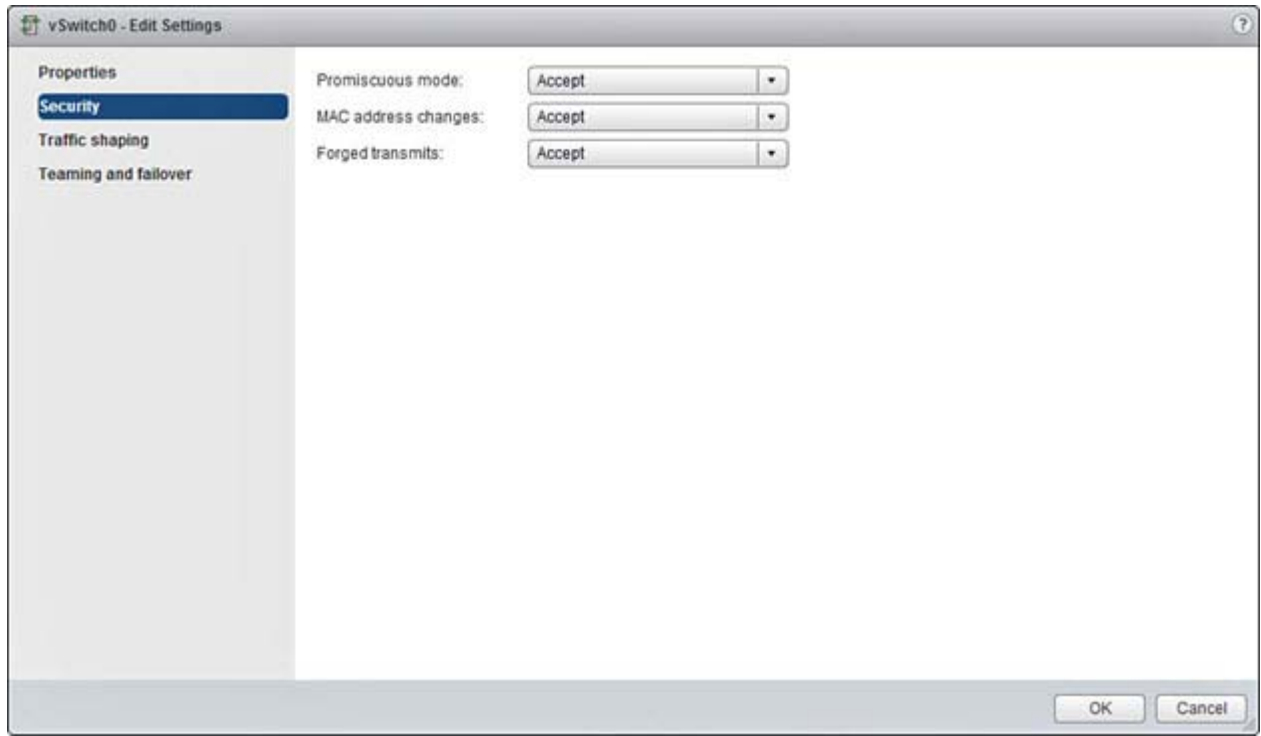 vSwitch0 - Edit Settings
?
Properties
Security
Traffic shaping
Teaming and failover
Promiscuous mode: Accept
MAC address changes: Accept
Forged transmits: Accept
OK Cancel